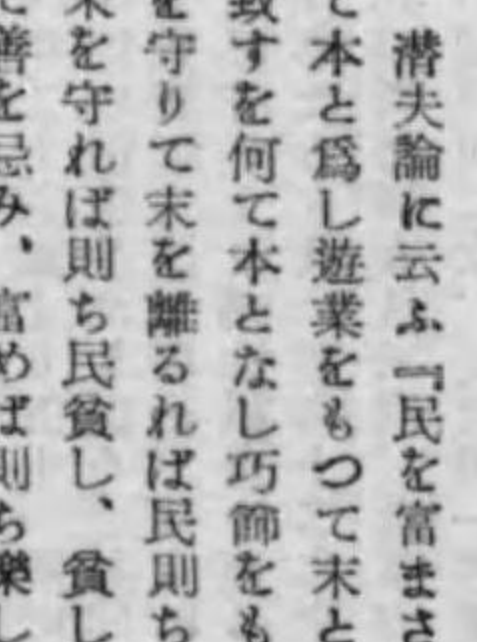 潜夫論に云ふ『民を富まさ
て本と爲し遊業をもつて末と
致すを何て本となし巧飾をも
を守りて末を離るれば民則ち
末を守れば則ち民貧し、貧し
善を忌み、富めば則ち樂し